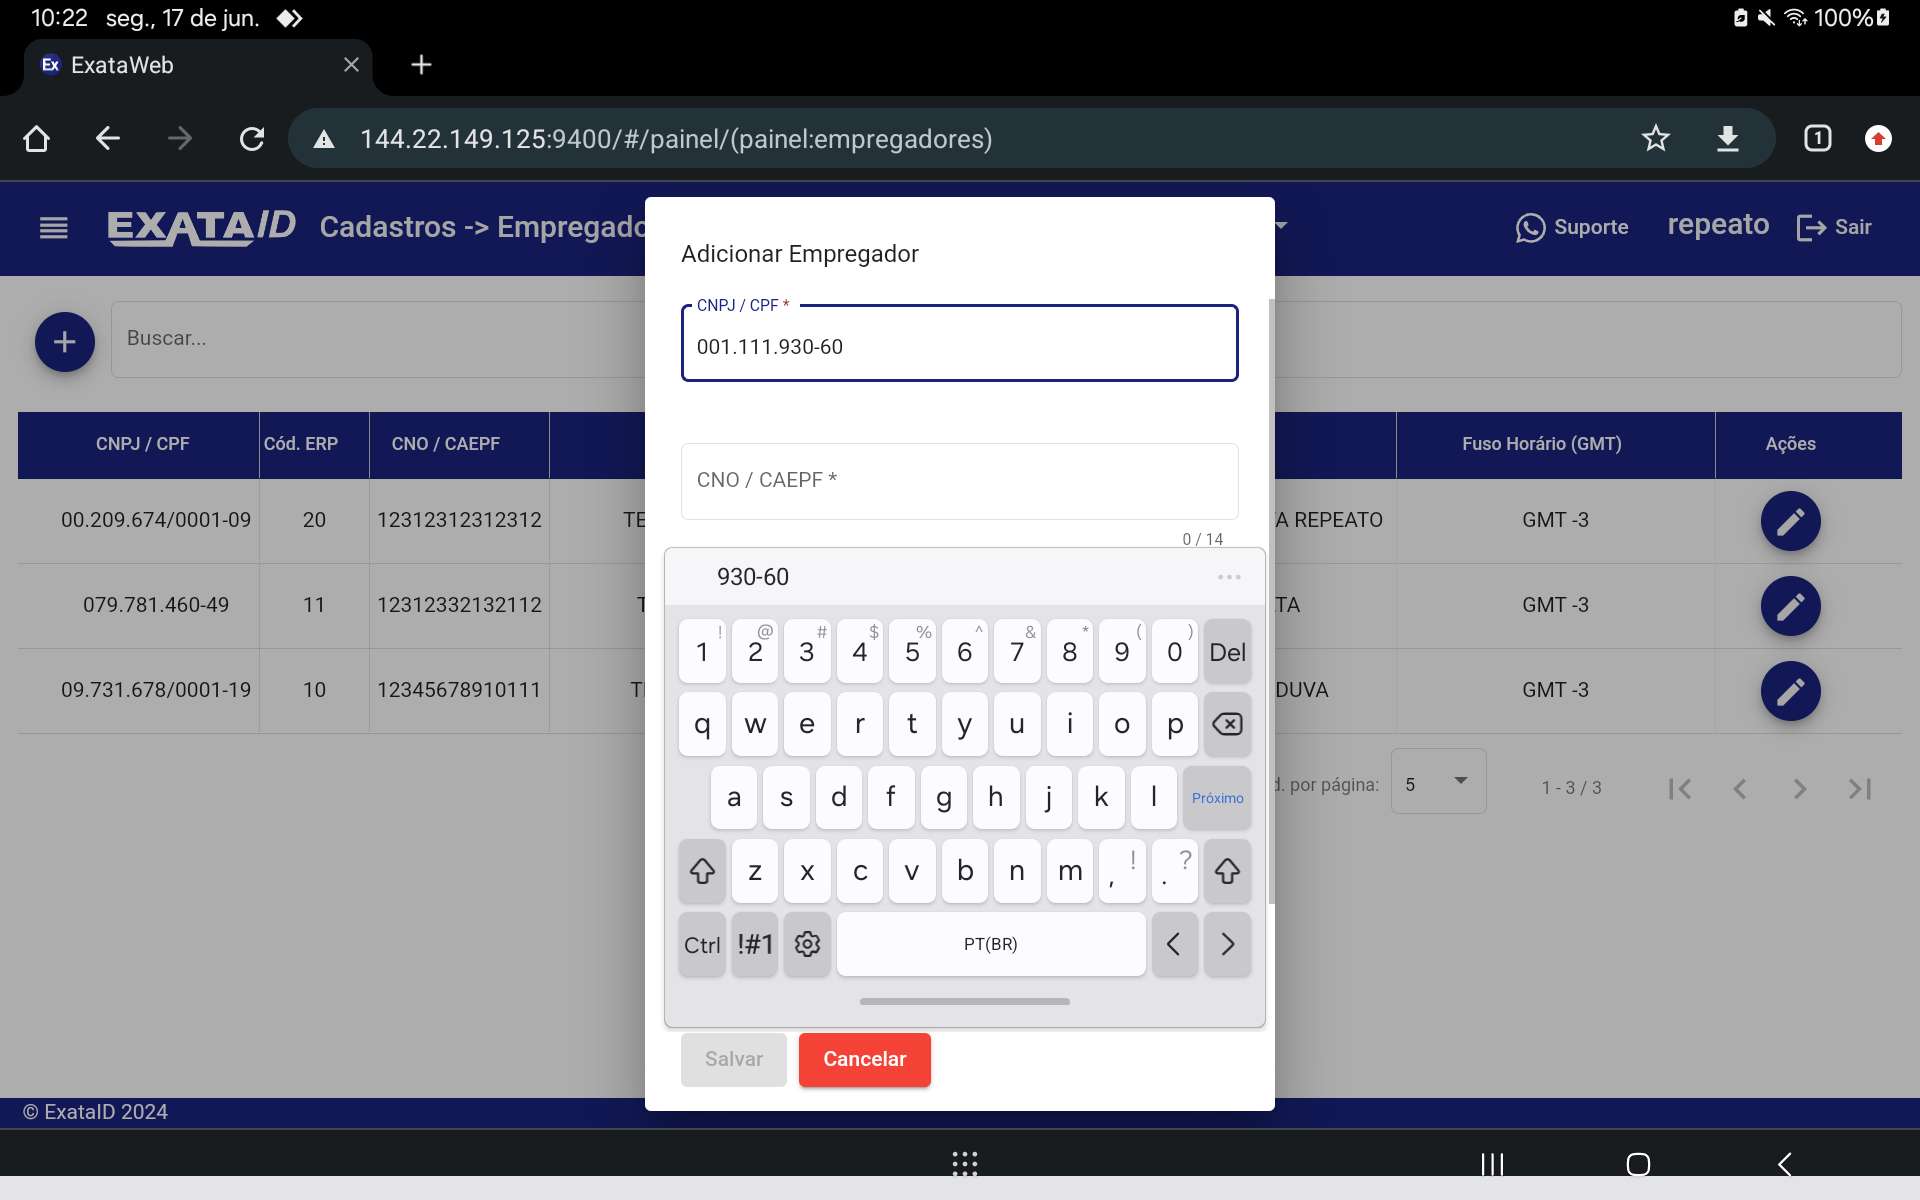 10:22 seg., 17 de jun. 100%
Ex ExataWeb
144.22.149.125:9400/#/painel/(painel:empregadores) 1
EXATA/D Cadastros -> Empregado Suporte repeato Sair
Adicionar Empregador
CNPJ / CPF *
001.111.930-60
Buscar...
CNPJ / CPF Cód. ERP CNO / CAEPF Fuso Horário (GMT) Ações
CNO / CAEPF *
0 / 14
00.209.674/0001-09 20 12312312312312 TE A REPEATO GMT -3
079.781.460-49 11 12312332132112 T TA GMT -3
09.731.678/0001-19 10 12345678910111 TI DUVA GMT -3
d. por página: 5 1 - 3 / 3
930-60 ...
! @ # $ % ^ & * ( )
1 2 3 4 5 6 7 8 9 0 Del
q w e r t y u i o p
a s d f g h j k l Próximo
z x c v b n m , ! . ?
Ctrl !#1 PT(BR)
Salvar Cancelar
© ExataID 2024